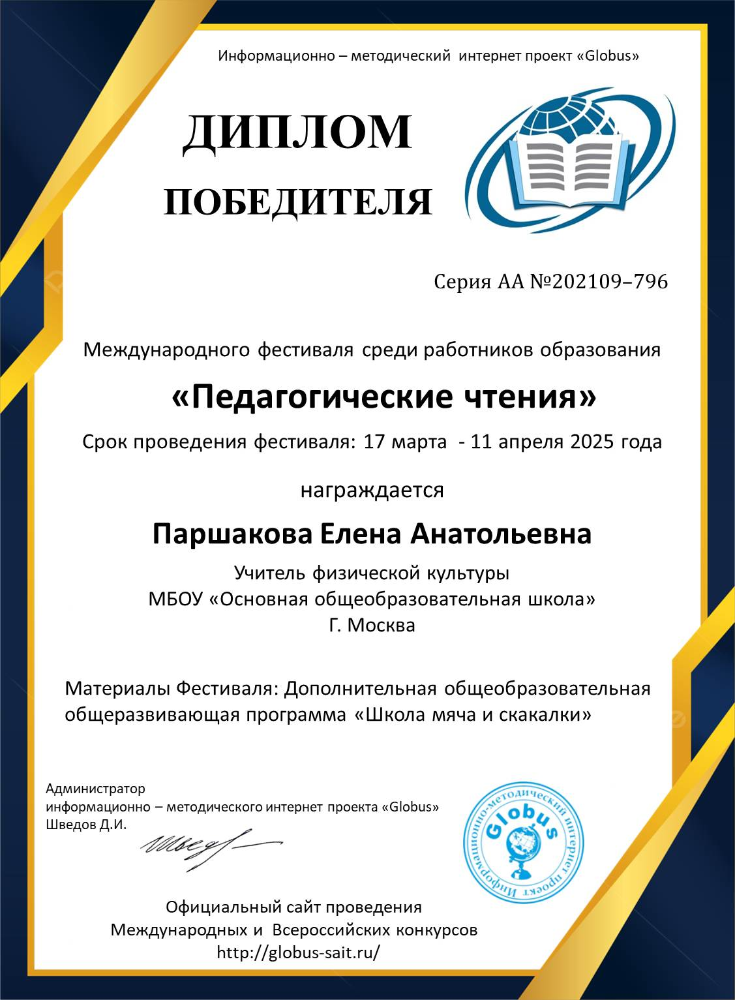 Информационно – методический интернет проект «Globus»
ДИПЛОМ
ПОБЕДИТЕЛЯ
Серия АА №202109–796
Международного фестиваля среди работников образования
«Педагогические чтения»
Срок проведения фестиваля: 17 марта - 11 апреля 2025 года
награждается
Паршакова Елена Анатольевна
Учитель физической культуры
МБОУ «Основная общеобразовательная школа»
Г. Москва
Материалы Фестиваля: Дополнительная общеобразовательная
общеразвивающая программа «Школа мяча и скакалки»
Администратор
информационно – методического интернет проекта «Globus»
Шведов Д.И.
Швед
Информационно-методический интернет проект
Globus
Официальный сайт проведения
Международных и Всероссийских конкурсов
http://globus-sait.ru/